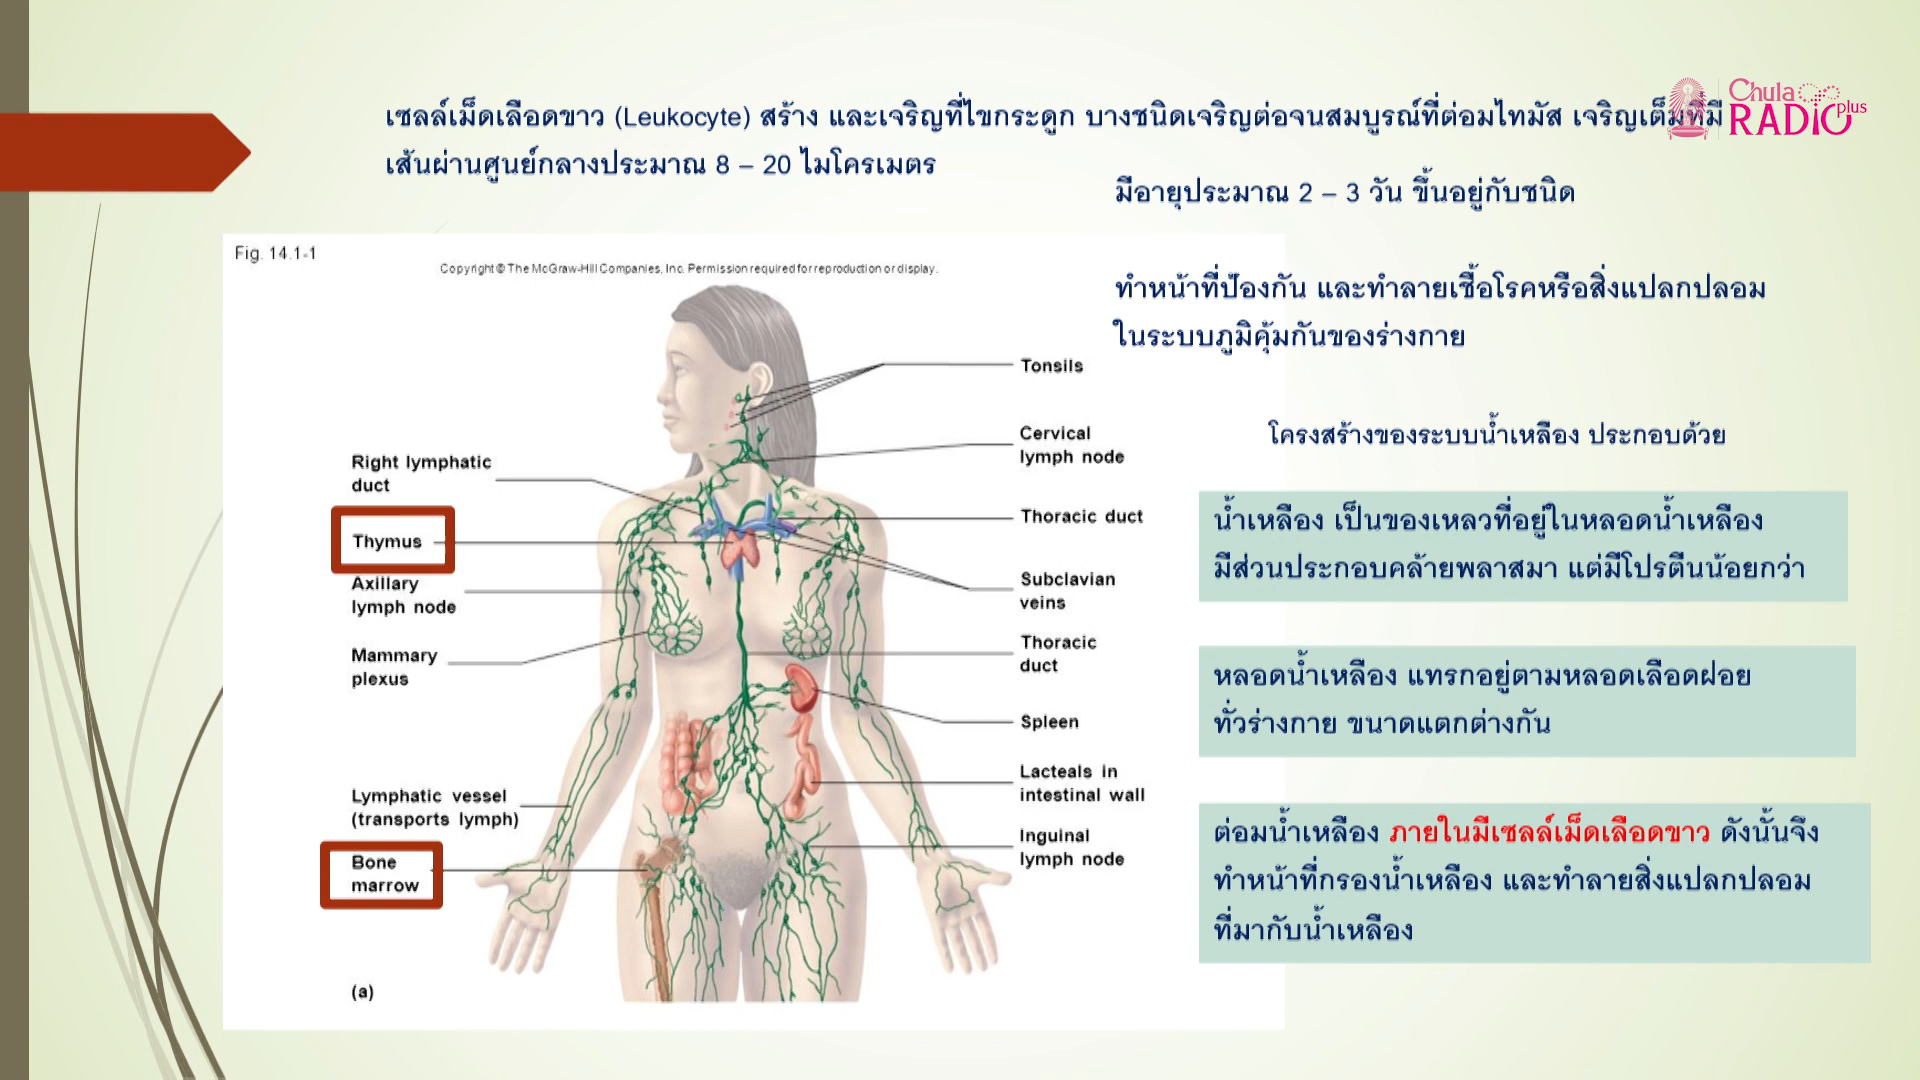 เซลล์เม็ดเลือดขาว (Leukocyte) สร้าง และเจริญที่ไขกระดูก บางชนิดเจริญต่อจนสมบูรณ์ที่ต่อมไทมัส เจริญเต็มที่มี
เส้นผ่านศูนย์กลางประมาณ 8 – 20 ไมโครเมตร
Chula
RADIO plus
มีอายุประมาณ 2 – 3 วัน ขึ้นอยู่กับชนิด
ทำหน้าที่ป้องกัน และทำลายเชื้อโรคหรือสิ่งแปลกปลอม
ในระบบภูมิคุ้มกันของร่างกาย
Fig. 14.1-1
Copyright © The McGraw-Hill Companies, Inc. Permission required for reproduction or display.
Tonsils
Cervical
lymph node
Thoracic duct
Subclavian
veins
Thoracic
duct
Spleen
Lacteals in
intestinal wall
Inguinal
lymph node
Right lymphatic
duct
Thymus
Axillary
lymph node
Mammary
plexus
Lymphatic vessel
(transports lymph)
Bone
marrow
(a)
โครงสร้างของระบบน้ำเหลือง ประกอบด้วย
น้ำเหลือง เป็นของเหลวที่อยู่ในหลอดน้ำเหลือง
มีส่วนประกอบคล้ายพลาสมา แต่มีโปรตีนน้อยกว่า
หลอดน้ำเหลือง แทรกอยู่ตามหลอดเลือดฝอย
ทั่วร่างกาย ขนาดแตกต่างกัน
ต่อมน้ำเหลือง ภายในมีเซลล์เม็ดเลือดขาว ดังนั้นจึง
ทำหน้าที่กรองน้ำเหลือง และทำลายสิ่งแปลกปลอม
ที่มากับน้ำเหลือง